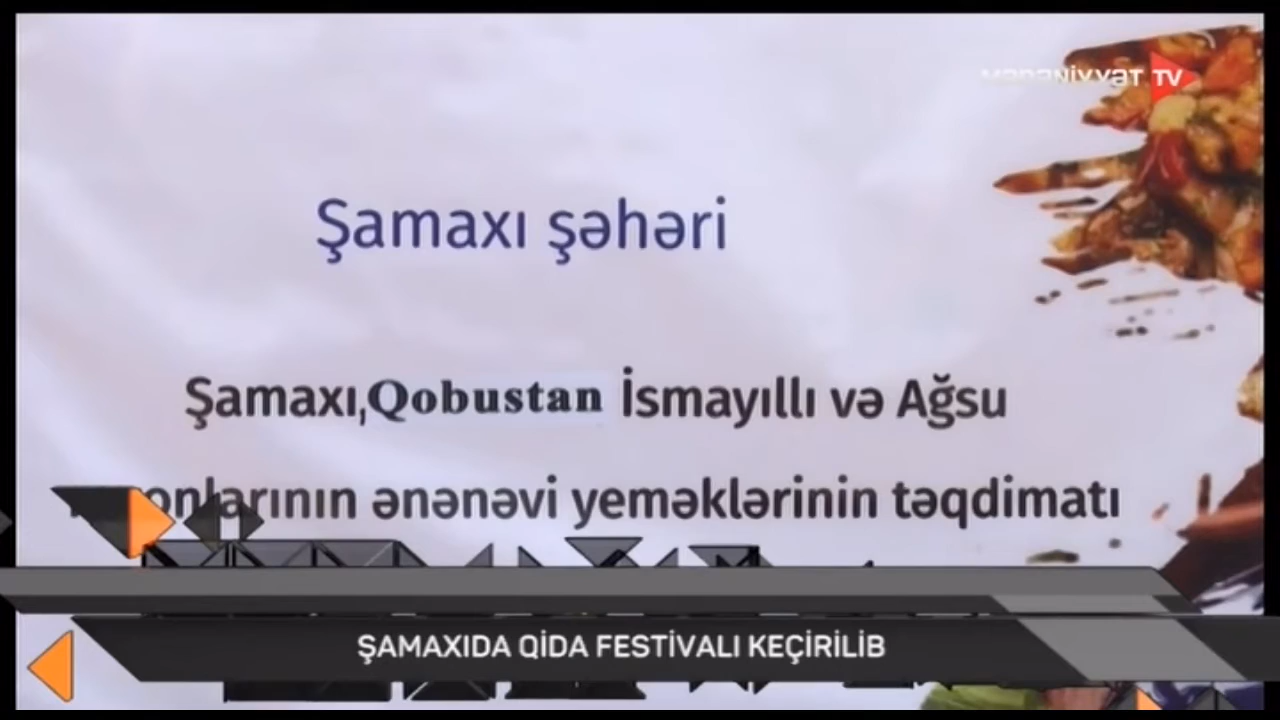 MƏDƏNİYYƏT TV
Şamaxı şəhəri
Şamaxı,Qobustan İsmayıllı və Ağsu
ənənəvi yeməklərinin təqdimatı
ŞAMAXIDA QİDA FESTİVALI KEÇİRİLİB